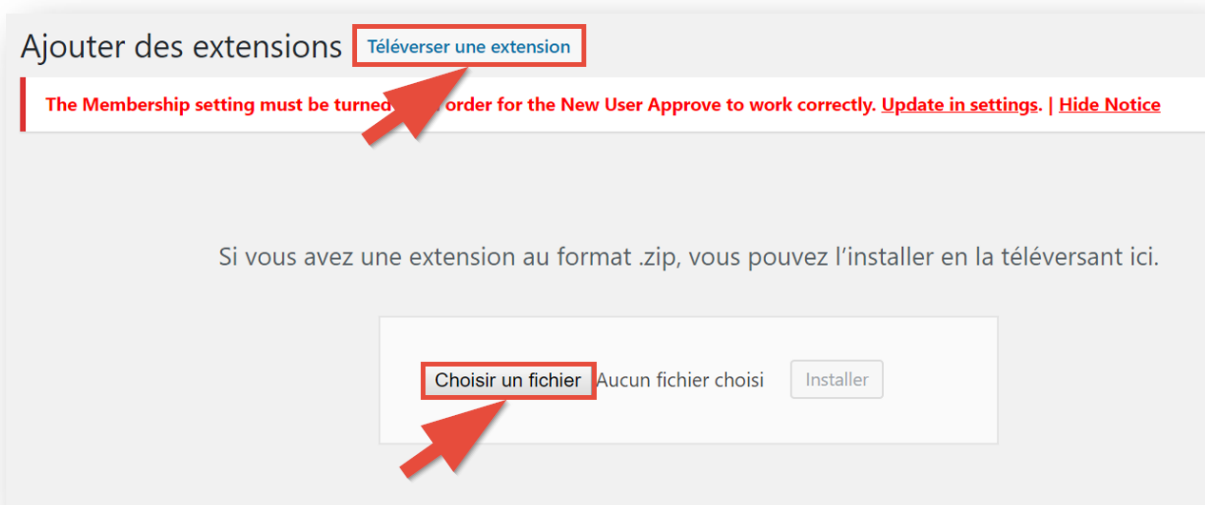 Ajouter des extensions Téléverser une extension
The Membership setting must be turned order for the New User Approve to work correctly. Update in settings. | Hide Notice
Si vous avez une extension au format .zip, vous pouvez l’installer en la téléversant ici.
Choisir un fichier Aucun fichier choisi Installer